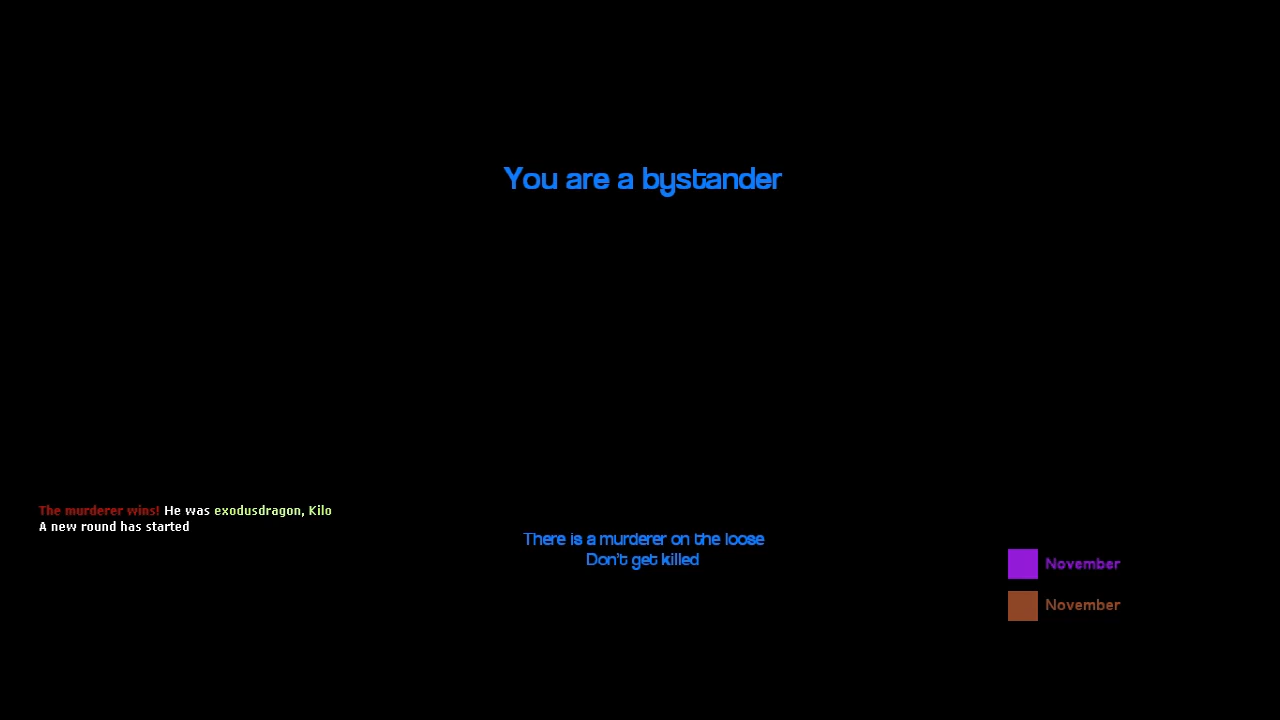 You are a bystander
The murderer wins! He was exodusdragon, Kilo
A new round has started
There is a murderer on the loose
Don't get killed
November
November